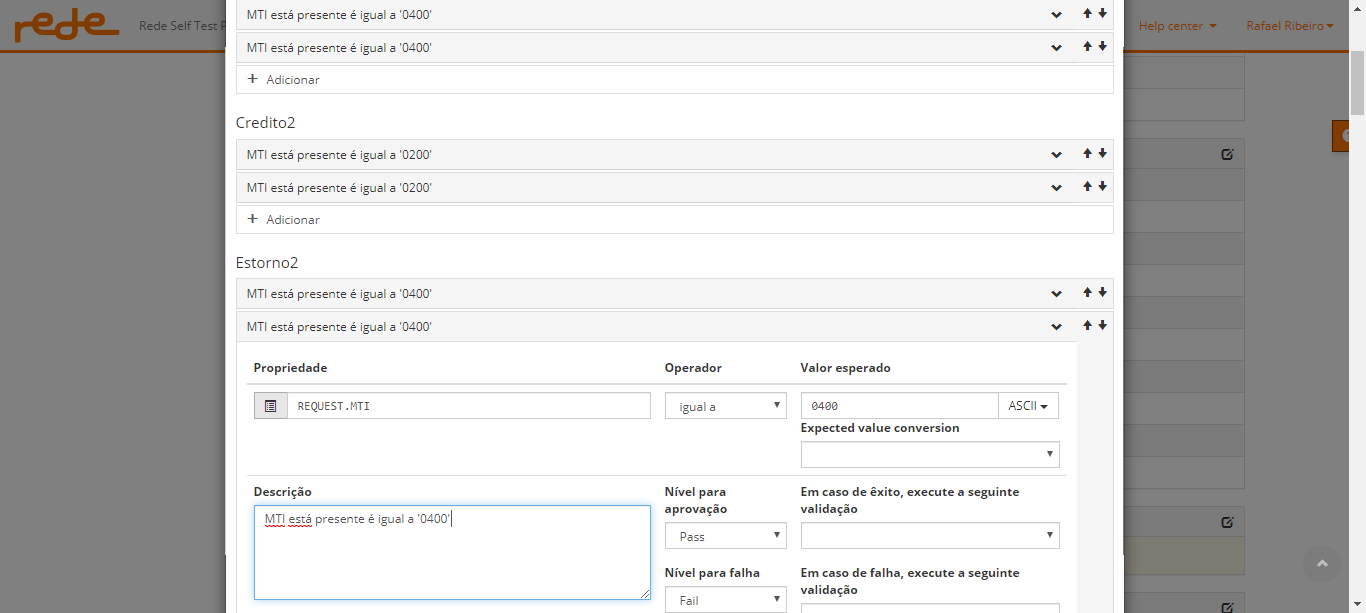 rede
Rede Self Test
Help center
Rafael Ribeiro
MTI está presente é igual a '0400'
MTI está presente é igual a '0400'
+ Adicionar
Credito2
MTI está presente é igual a '0200'
MTI está presente é igual a '0200'
+ Adicionar
Estorno2
MTI está presente é igual a '0400'
MTI está presente é igual a '0400'
Propriedade
Operador
Valor esperado
REQUEST.MTI
igual a
0400
ASCII
Expected value conversion
Descrição
Nível para
aprovação
Em caso de êxito, execute a seguinte
validação
MTI está presente é igual a '0400'
Pass
Nível para falha
Em caso de falha, execute a seguinte
validação
Fail